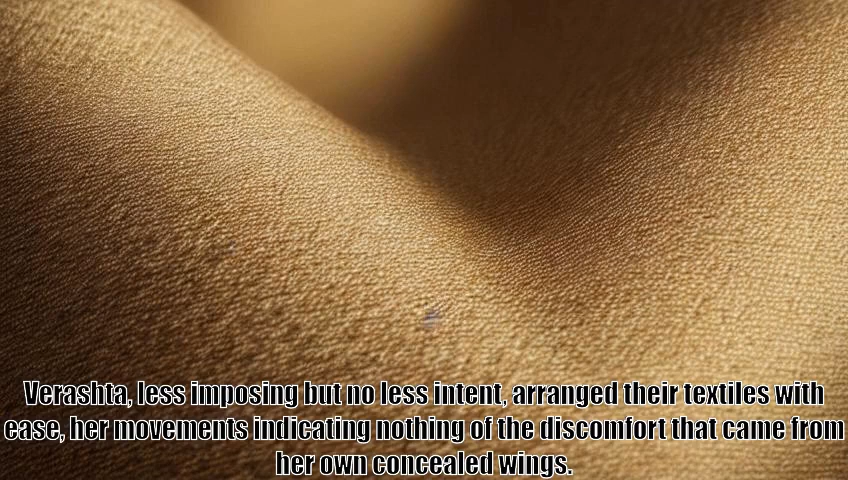 Verashta, less imposing but no less intent, arranged their textiles with
ease, her movements indicating nothing of the discomfort that came from
her own concealed wings.